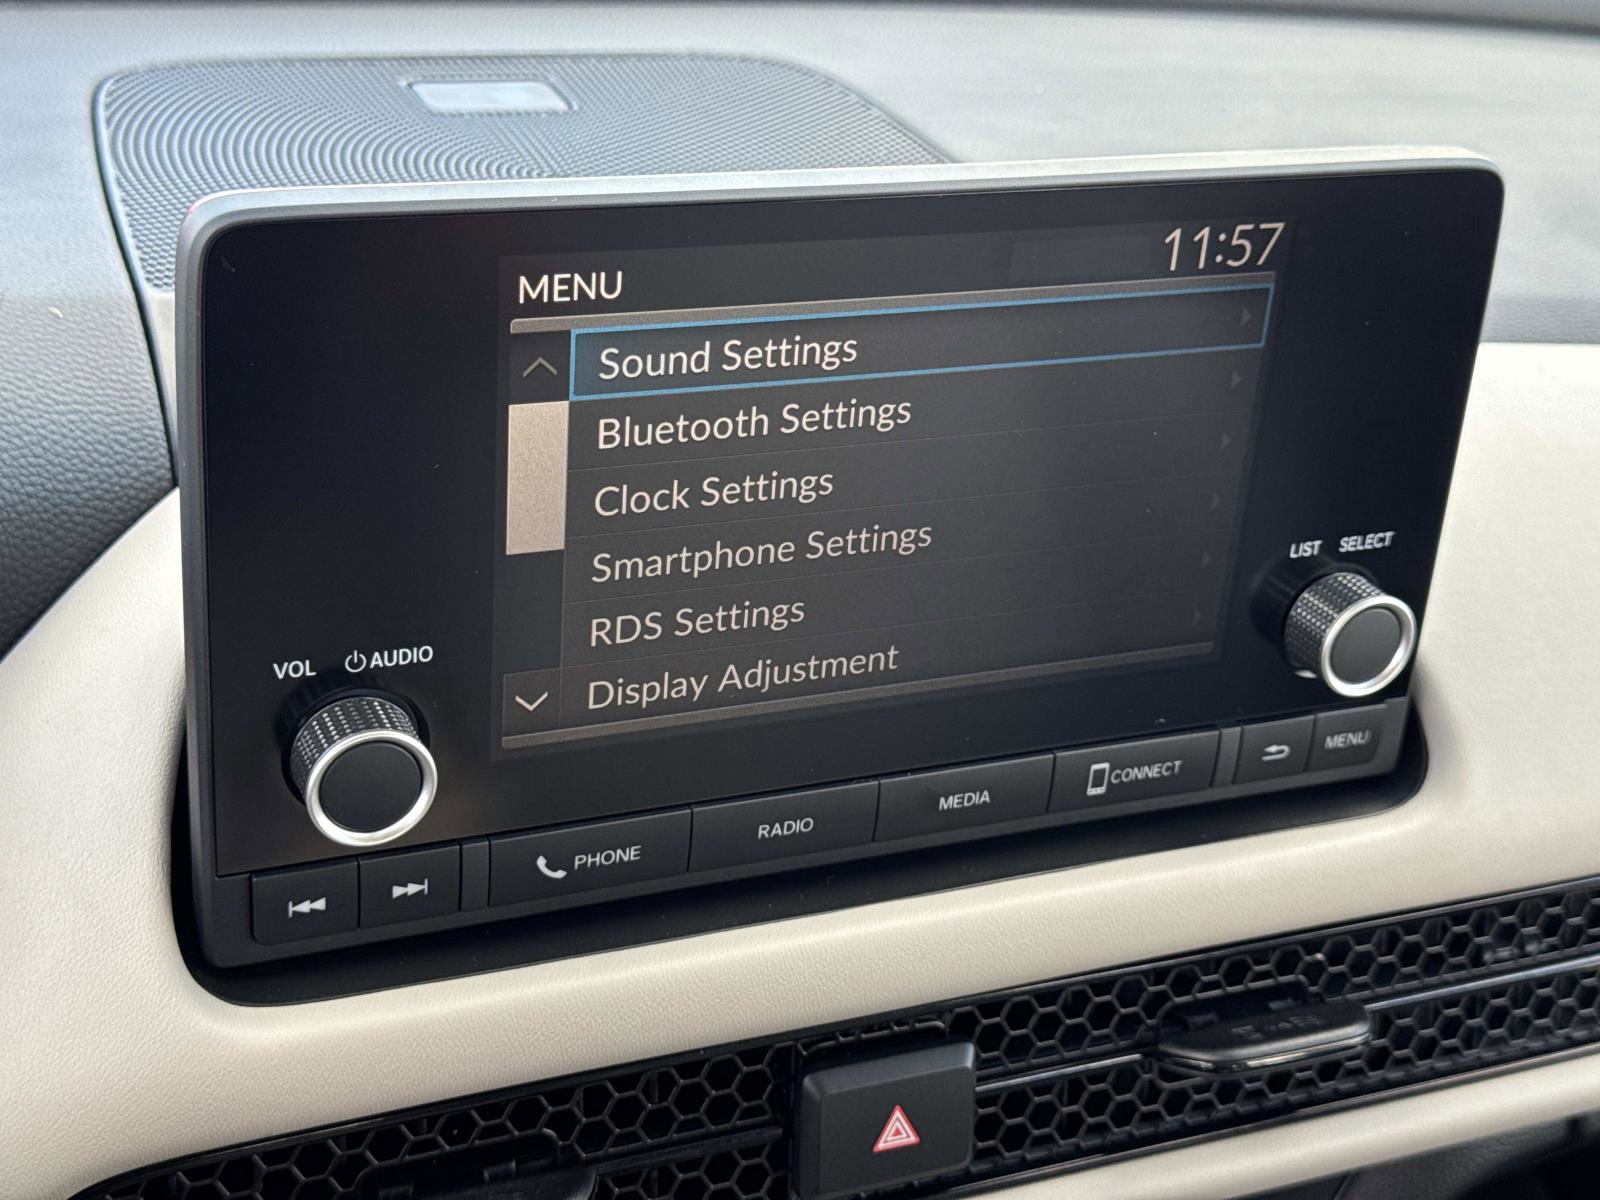 11:57
MENU
Sound Settings
Bluetooth Settings
Clock Settings
Smartphone Settings
RDS Settings
Display Adjustment
LIST SELECT
VOL AUDIO
PHONE
RADIO
MEDIA
CONNECT
MENU